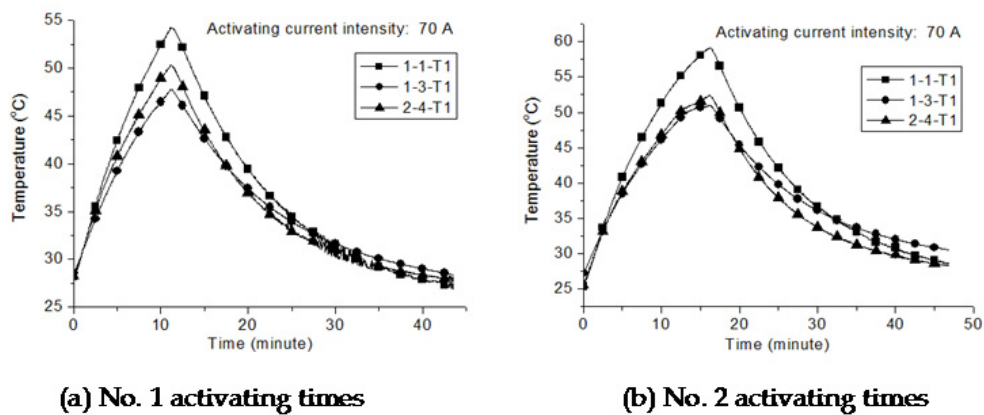 Activating current intensity: 70 A
1-1-T1
1-3-T1
2-4-T1
Temperature (°C)
55
50
45
40
35
30
25
0
10
20
30
40
Time (minute)
(a) No. 1 activating times
Activating current intensity: 70 A
1-1-T1
1-3-T1
2-4-T1
Temperature (°C)
60
55
50
45
40
35
30
25
0
10
20
30
40
50
Time (minute)
(b) No. 2 activating times